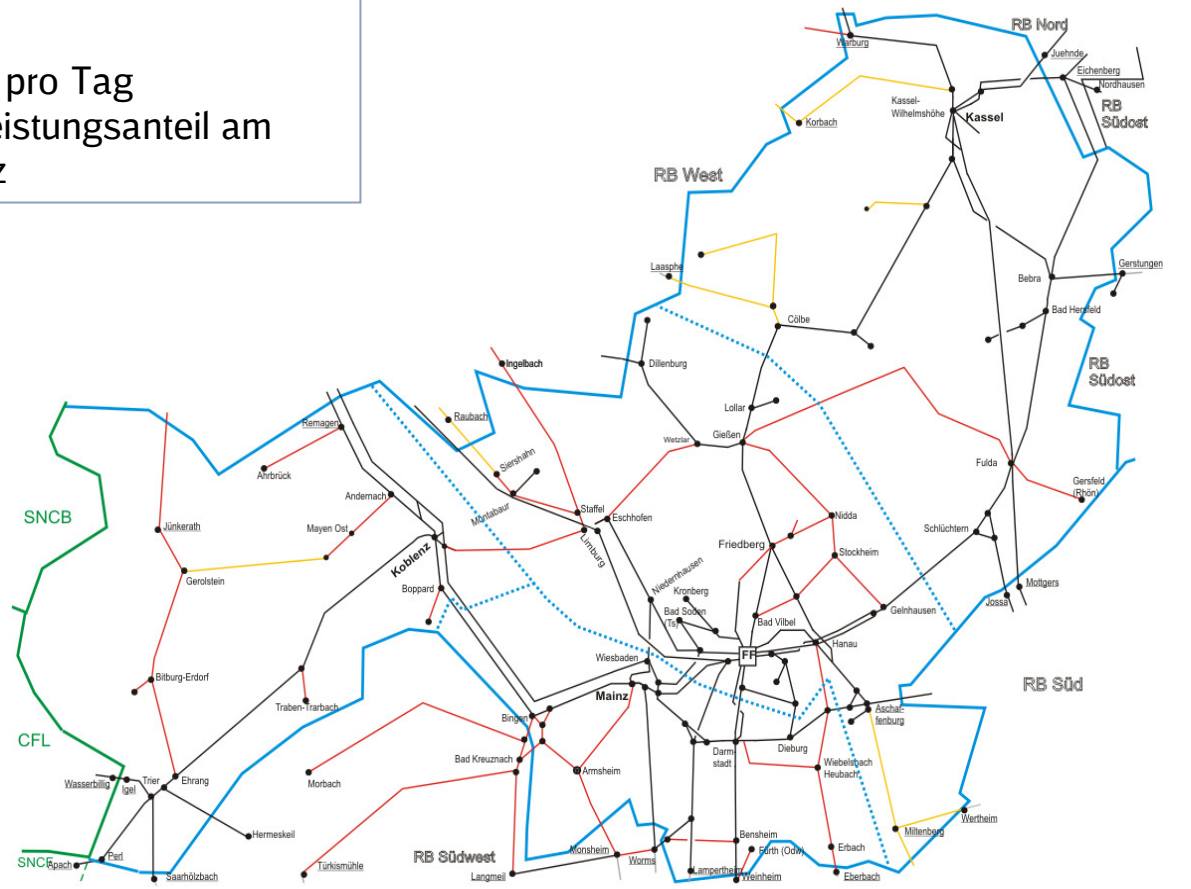 pro Tag
eistungsanteil am
z
RB Nord
Warburg
Juehnde
Eichenberg
Nordhausen
Kassel-
Wilhelmshöhe
Kassel
RB
Südost
Korbach
RB West
Laasphe
Gerstungen
Bebra
Bad Hersfeld
Cölbe
Ingelbach
Dillenburg
RB
Südost
Lollar
Raubach
Remagen
Wetzlar
Gießen
Siershahn
Fulda
Ahrbrück
Gersfeld
(Rhön)
Andernach
SNCB
Jünkerath
Mayen Ost
Montabaur
Staffel
Eschhofen
Nidda
Schlüchtern
Limburg
Friedberg
Stockheim
Koblenz
Gerolstein
Niedernhausen
Boppard
Kronberg
Mottgers
Jossa
Bad Soden
(Ts)
Bad Vilbel
Gelnhausen
Hanau
FF
Wiesbaden
Bitburg-Erdorf
RB Süd
Mainz
Traben-Trarbach
Aschaf-
fenburg
Bingen
CFL
Darm-
stadt
Dieburg
Bad Kreuznach
Wiebelsbach
Heubach
Armsheim
Wasserbillig
Igel
Trier
Ehrang
Morbach
Wertheim
Miltenberg
Hermeskeil
Bensheim
Erbach
Fürth (Odw)
Monsheim
Worms
RB Südwest
SNCF
Apach
Perl
Türkismühle
Langmeil
Lampertheim
Weinheim
Eberbach
Saarhölzbach